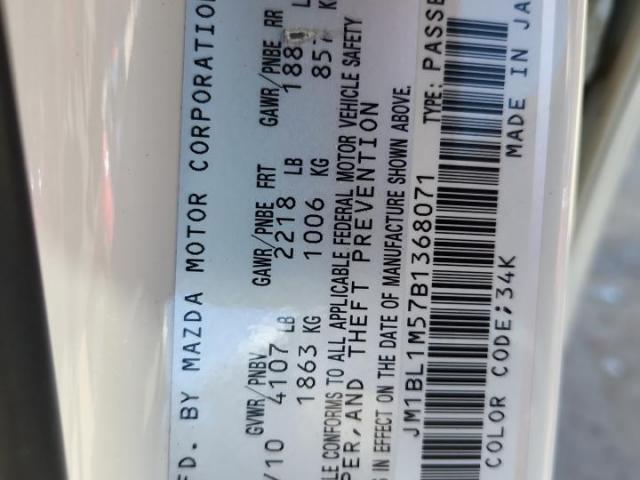 FD. BY MAZDA MOTOR CORPORATION
GVWR/PNBV GAWR/PNBE FRT GAWR/PNBE RR
/10 4107 LB 2218 LB 188 L
1863 KG 1006 KG 857 K
LE CONFORMS TO ALL APPLICABLE FEDERAL MOTOR VEHICLE SAFETY
PER, AND THEFT PREVENTION
S IN EFFECT ON THE DATE OF MANUFACTURE SHOWN ABOVE.
JM1BL1M57B1368071 TYPE: PASSE
COLOR CODE;34K MADE IN JA